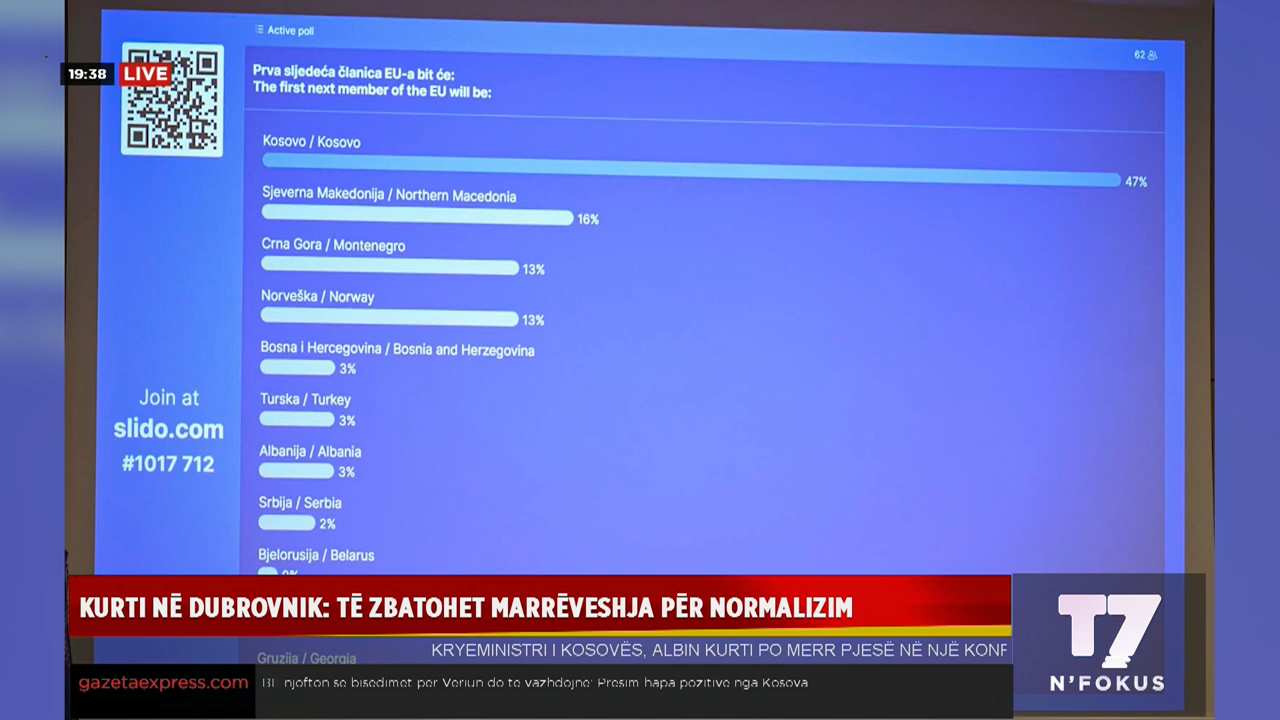 Active poll
62
19:38
LIVE
Prva sljedeća članica EU-a bit će:
The first next member of the EU will be:
Kosovo / Kosovo
47%
Sjeverna Makedonija / Northern Macedonia
16%
Crna Gora / Montenegro
13%
Norveška / Norway
13%
Bosna i Hercegovina / Bosnia and Herzegovina
3%
Turska / Turkey
3%
Albanija / Albania
3%
Srbija / Serbia
2%
Bjelorusija / Belarus
0%
Gruzija / Georgia
Join at
slido.com
#1017 712
KURTI NË DUBROVNIK: TË ZBATOHET MARRËVESHJA PËR NORMALIZIM
KRYEMINISTRI I KOSOVËS, ALBIN KURTI PO MERR PJESË NË NJË KONF
gazetaexpress.com
njofton se bisedimet për Veriun do të vazhdojnë: Presim hapa pozitive nga Kosova
T7
N'FOKUS